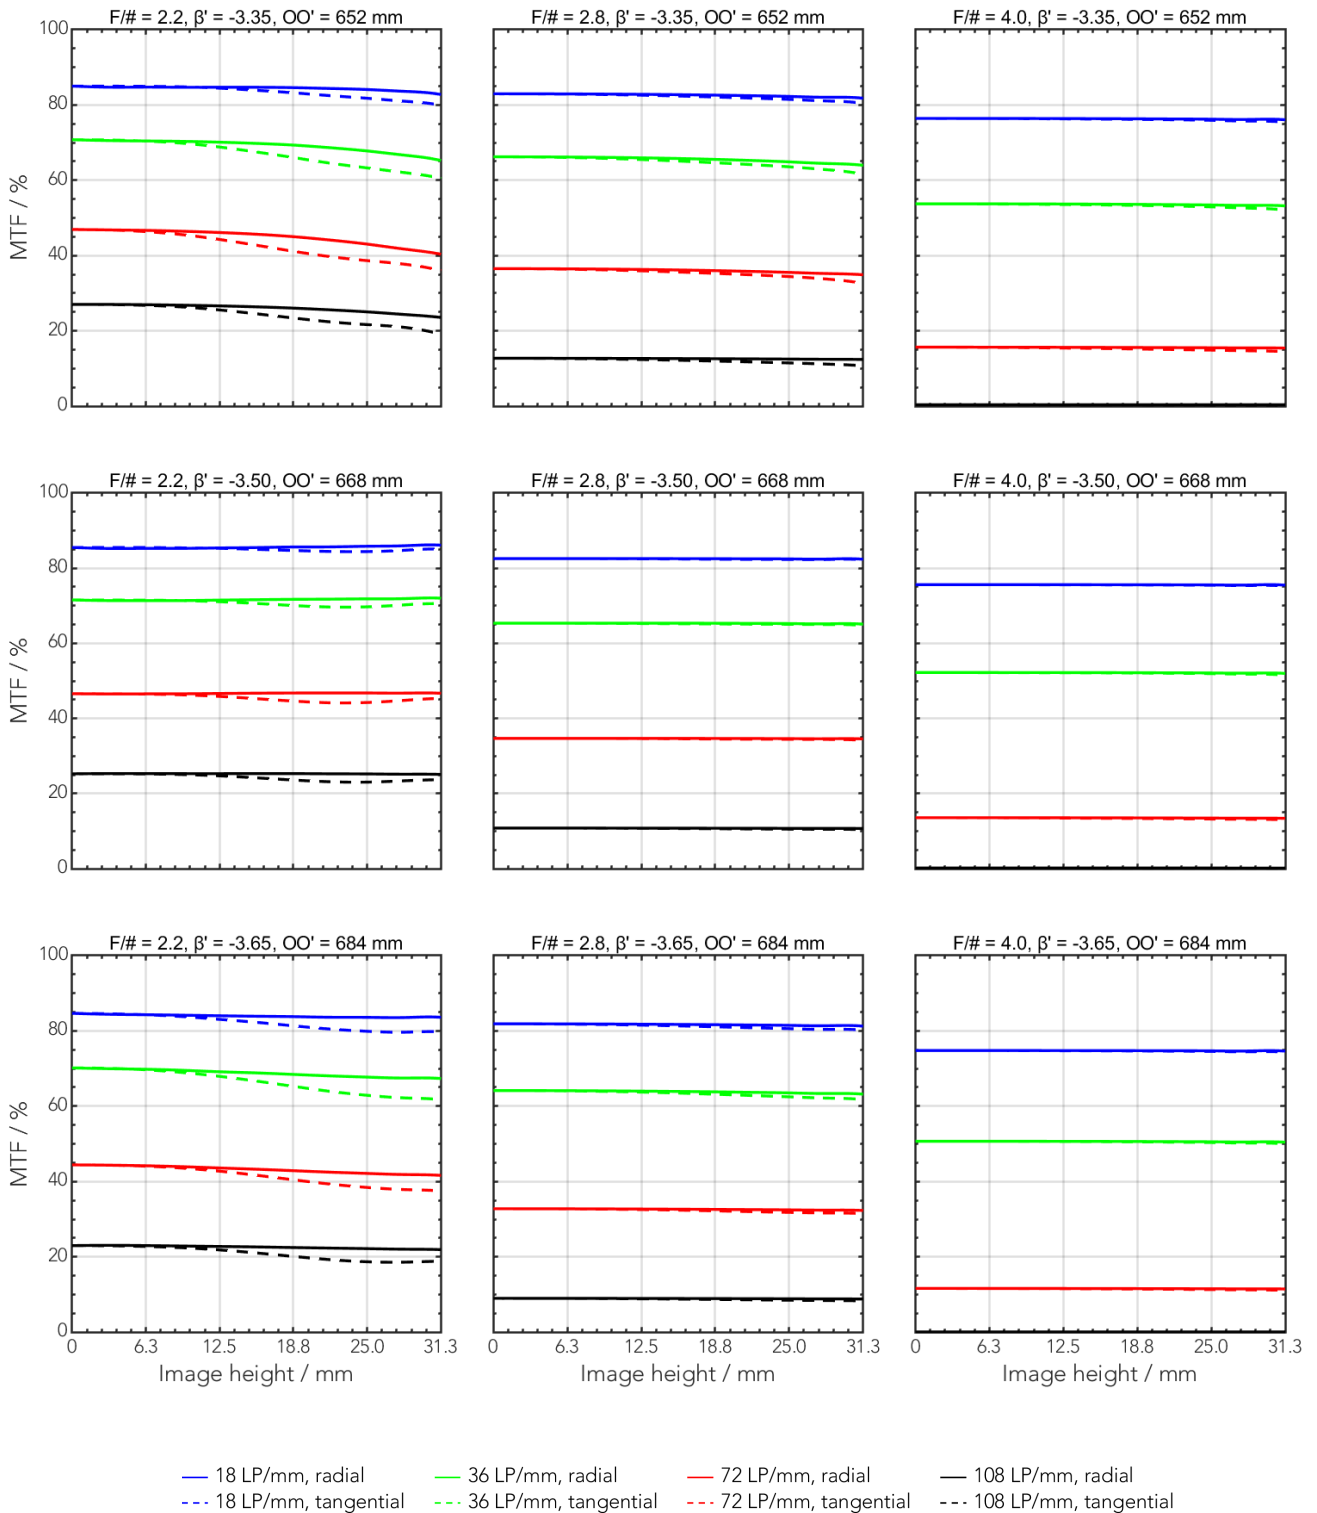 F/# = 2.2, β' = -3.35, OO' = 652 mm
F/# = 2.8, β' = -3.35, OO' = 652 mm
F/# = 4.0, β' = -3.35, OO' = 652 mm
100
80
60
40
20
0
MTF / %
F/# = 2.2, β' = -3.50, OO' = 668 mm
F/# = 2.8, β' = -3.50, OO' = 668 mm
F/# = 4.0, β' = -3.50, OO' = 668 mm
100
80
60
40
20
0
MTF / %
F/# = 2.2, β' = -3.65, OO' = 684 mm
F/# = 2.8, β' = -3.65, OO' = 684 mm
F/# = 4.0, β' = -3.65, OO' = 684 mm
100
80
60
40
20
0
MTF / %
0 6.3 12.5 18.8 25.0 31.3
0 6.3 12.5 18.8 25.0 31.3
0 6.3 12.5 18.8 25.0 31.3
Image height / mm
Image height / mm
Image height / mm
18 LP/mm, radial
36 LP/mm, radial
72 LP/mm, radial
108 LP/mm, radial
18 LP/mm, tangential
36 LP/mm, tangential
72 LP/mm, tangential
108 LP/mm, tangential